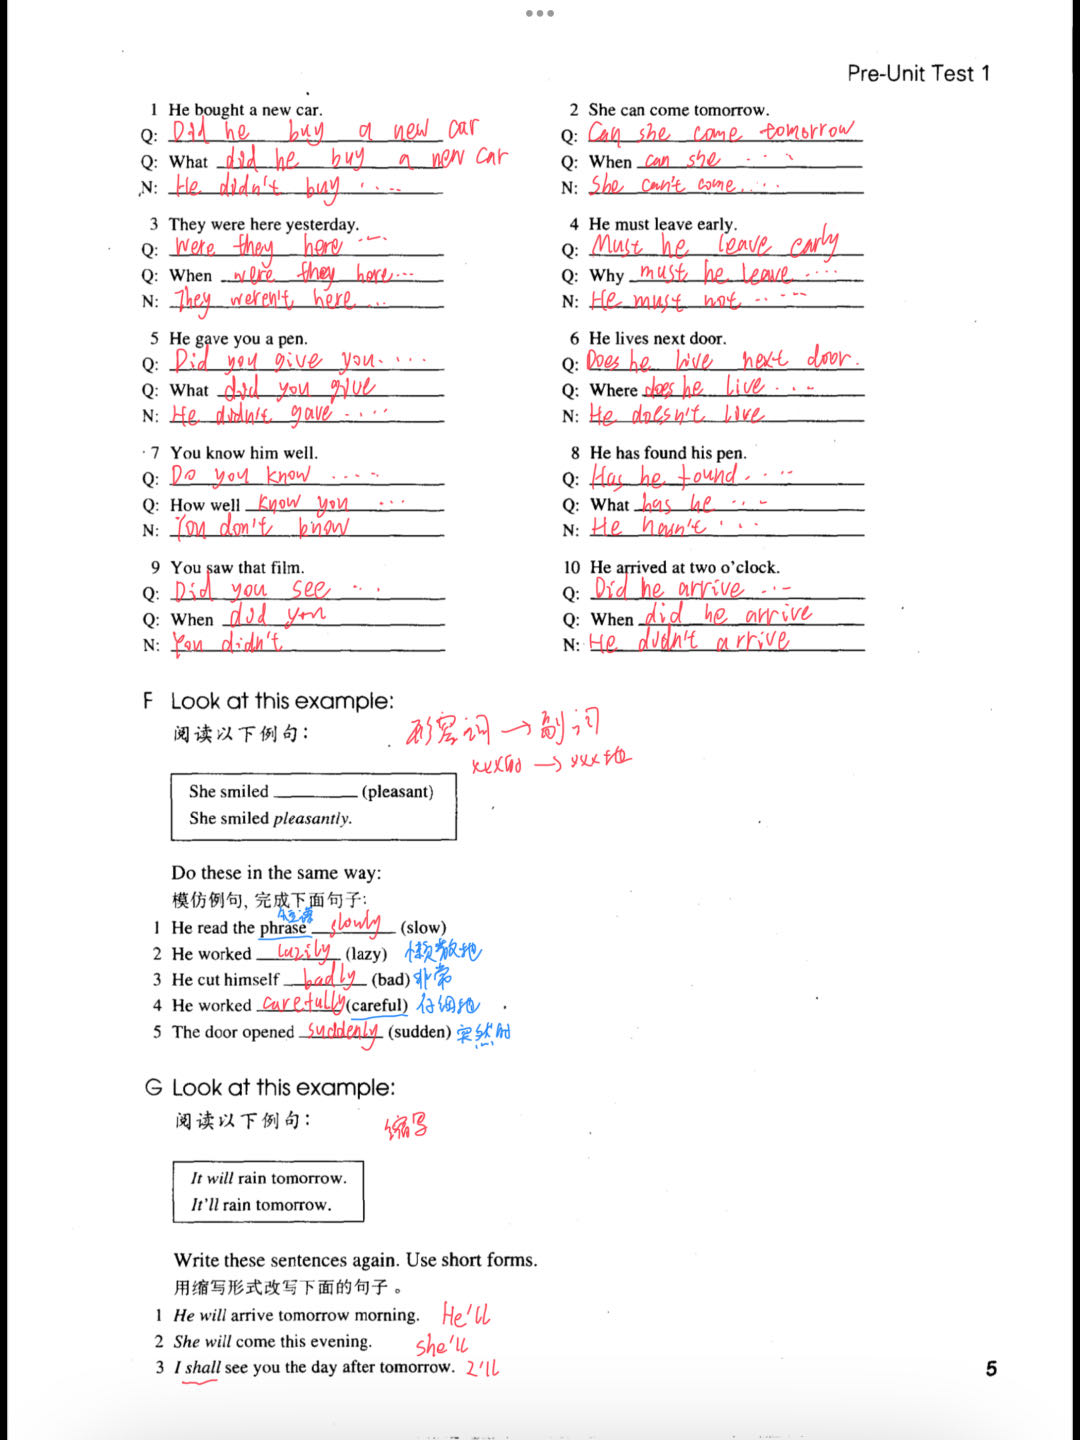 Pre-Unit Test 1
1 He bought a new car.
Q: Did he buy a new car
Q: What did he buy a new car
N: He didn't buy ·····
2 She can come tomorrow.
Q: Can she come tomorrow
Q: When can she ····
N: She can't come.....
3 They were here yesterday.
Q: Were they here ····
Q: When were they here...
N: They weren't here ...
4 He must leave early.
Q: Must he leave early
Q: Why must he leave ····
N: He must not ·····
5 He gave you a pen.
Q: Did you give you.····
Q: What did you give
N: He didn't gave ·····
6 He lives next door.
Q: Does he live next door.
Q: Where does he live ····
N: He doesn't live
7 You know him well.
Q: Do you know ·····
Q: How well know you ···
N: You don't know
8 He has found his pen.
Q: Has he found.····
Q: What has he ····
N: He hasn't ···
9 You saw that film.
Q: Did you see ···
Q: When did you
N: You didn't
10 He arrived at two o'clock.
Q: Did he arrive ····
Q: When did he arrive
N: He didn't arrive
F Look at this example:
阅读以下例句： 形容词→副词
xxx的 → xxx地
She smiled ________ (pleasant)
She smiled pleasantly.
Do these in the same way:
模仿例句, 完成下面句子:
短语
1 He read the phrase slowly (slow)
2 He worked lazily (lazy) 懒散地
3 He cut himself badly (bad) 非常
4 He worked carefully (careful) 仔细地
5 The door opened suddenly (sudden) 突然的
G Look at this example:
阅读以下例句： 缩写
It will rain tomorrow.
It'll rain tomorrow.
Write these sentences again. Use short forms.
用缩写形式改写下面的句子。
1 He will arrive tomorrow morning. He'll
2 She will come this evening. she'll
3 I shall see you the day after tomorrow. I'll
5